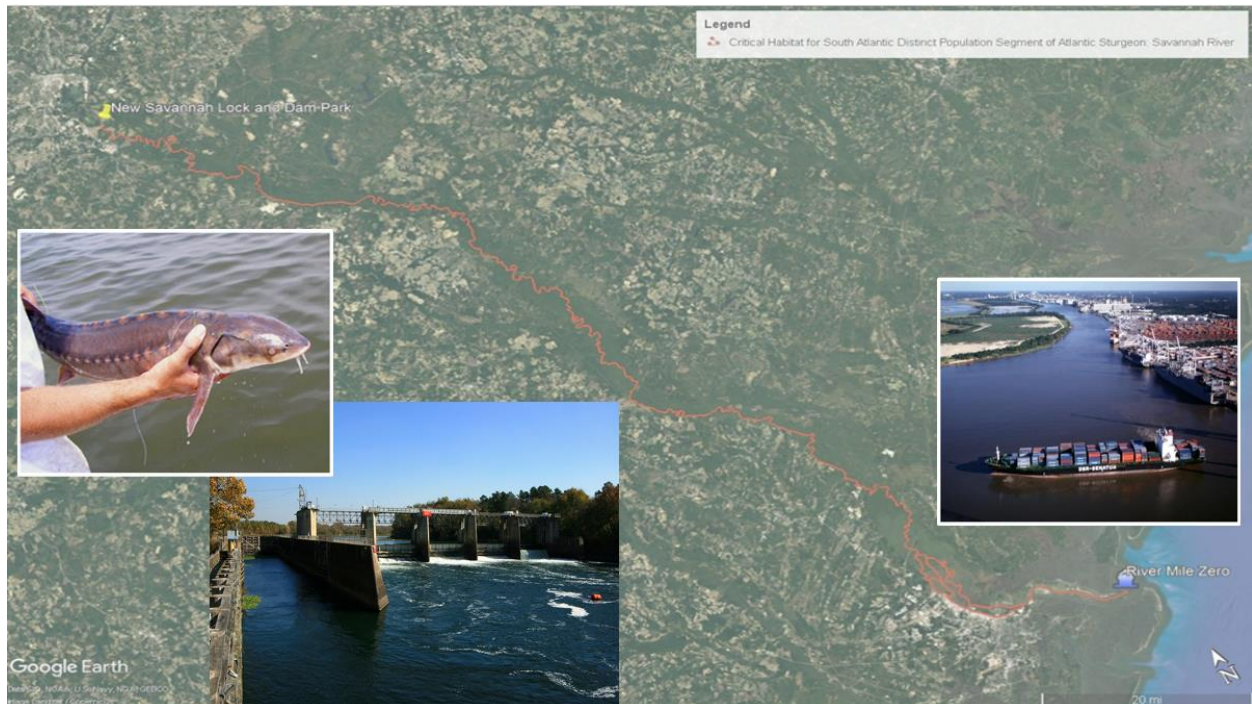 Legend
Critical Habitat for South Atlantic Distinct Population Segment of Atlantic Sturgeon: Savannah River
New Savannah Lock and Dam Park
River Mile Zero
Google Earth
N
20 mi